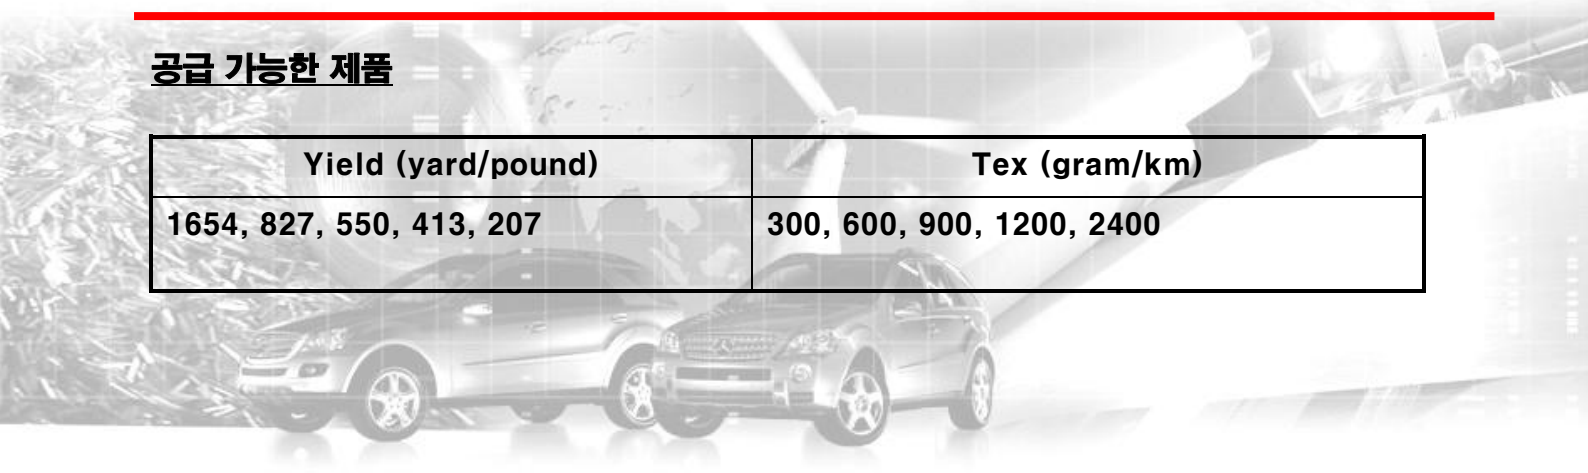 공급 가능한 제품
Yield (yard/pound) Tex (gram/km)
1654, 827, 550, 413, 207 300, 600, 900, 1200, 2400